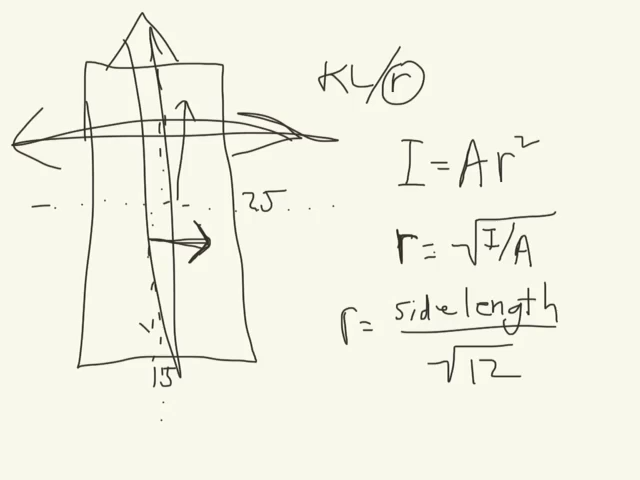 KL/r
I = Ar²
25
r = √I/A
r = side length
√12
15